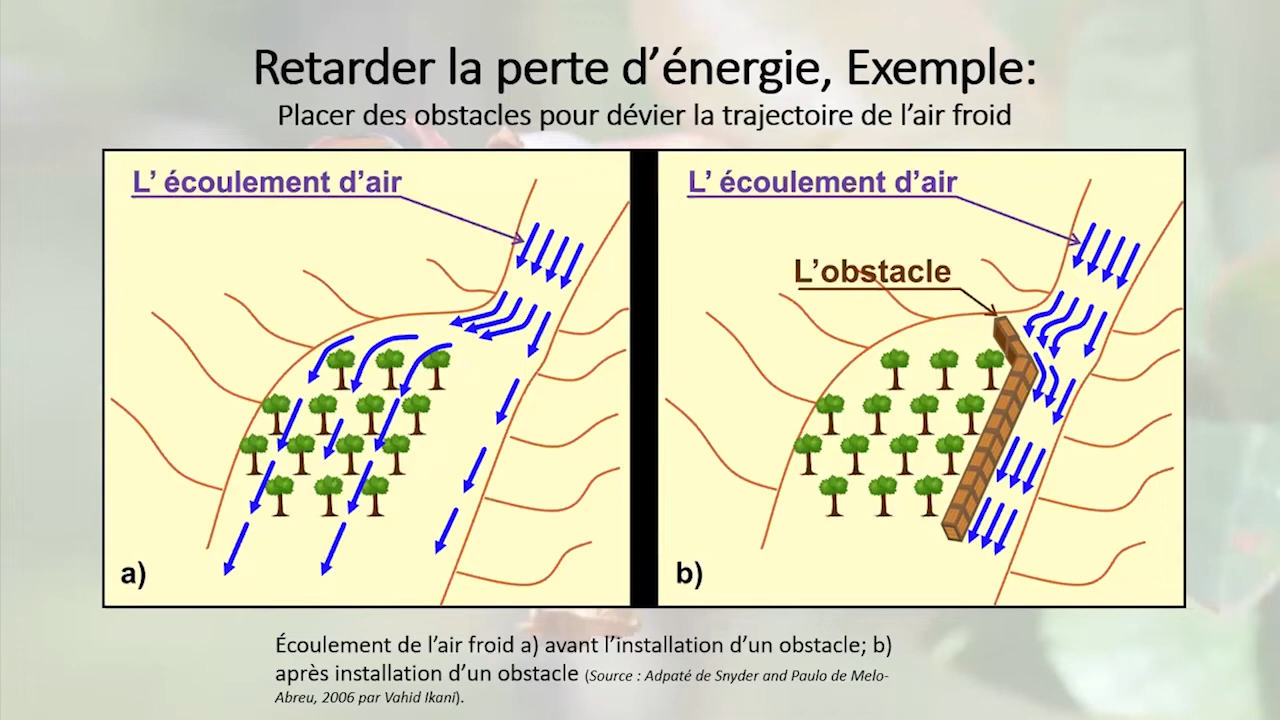 Retarder la perte d’énergie, Exemple:
Placer des obstacles pour dévier la trajectoire de l’air froid
L’ écoulement d’air
a)
L’ écoulement d’air
L’obstacle
b)
Écoulement de l’air froid a) avant l’installation d’un obstacle; b)
après installation d’un obstacle (Source : Adpaté de Snyder and Paulo de Melo-
Abreu, 2006 par Vahid Ikani).